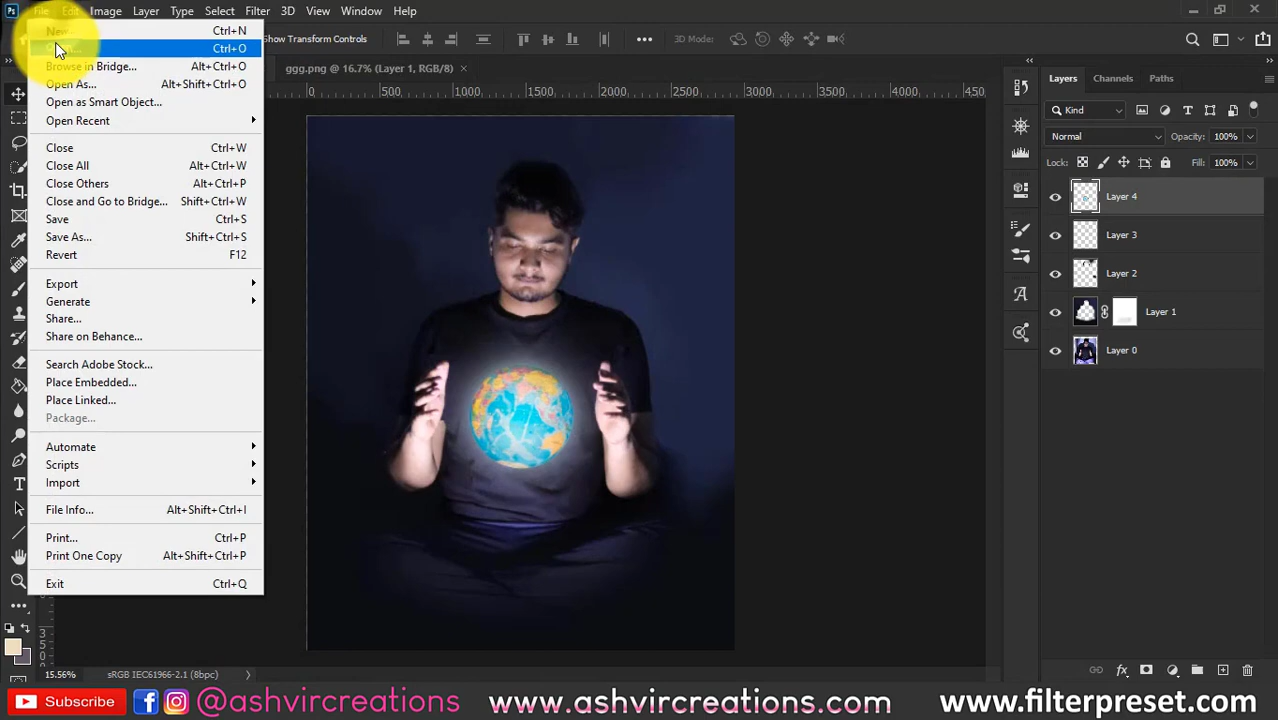 Ps File Edit Image Layer Type Select Filter 3D View Window Help
Show Transform Controls 3D Mode:
ggg.png @ 16.7% (Layer 1, RGB/8)
0 500 1000 1500 2000 2500 3000 3500 4000 450
New... Ctrl+N
Ctrl+O
Browse in Bridge... Alt+Ctrl+O
Open As... Alt+Shift+Ctrl+O
Open as Smart Object...
Open Recent
Close Ctrl+W
Close All Alt+Ctrl+W
Close Others Alt+Ctrl+P
Close and Go to Bridge... Shift+Ctrl+W
Save Ctrl+S
Save As... Shift+Ctrl+S
Revert F12
Export
Generate
Share...
Share on Behance...
Search Adobe Stock...
Place Embedded...
Place Linked...
Package...
Automate
Scripts
Import
File Info... Alt+Shift+Ctrl+I
Print... Ctrl+P
Print One Copy Alt+Shift+Ctrl+P
Exit Ctrl+Q
Layers Channels Paths
Kind
Normal Opacity: 100%
Lock: Fill: 100%
Layer 4
Layer 3
Layer 2
Layer 1
Layer 0
15.56% sRGB IEC61966-2.1 (8bpc)
Subscribe @ashvircreations www.ashvircreations.com www.filterpreset.com